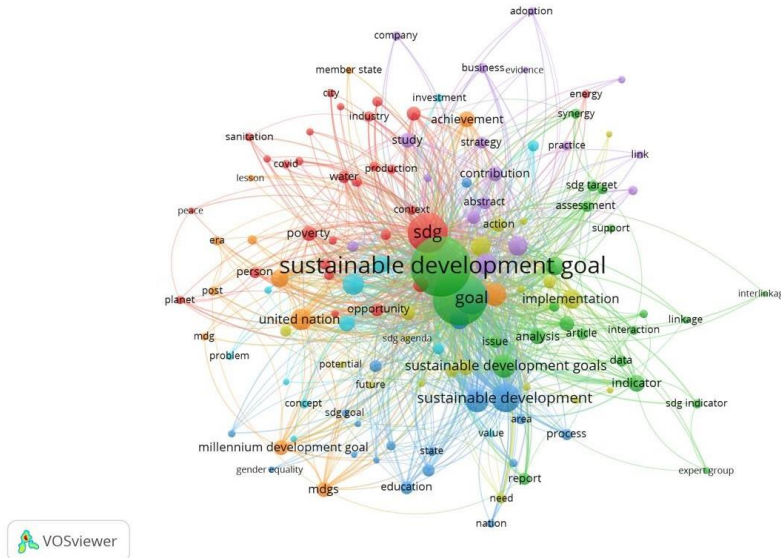 adoption
company
business
evidence
member state
city
investment
energy
industry
achievement
synergy
sanitation
study
strategy
practice
link
covid
production
lesson
water
contribution
sdg target
abstract
assessment
peace
context
action
support
era
poverty
sdg
person
sustainable development goal
post
planet
opportunity
goal
implementation
interlinkage
united nation
linkage
mdg
sdg agenda
issue
analysis
article
interaction
problem
potential
sustainable development goals
data
future
indicator
concept
sustainable development
sdg goal
value
area
sdg indicator
process
millennium development goal
state
gender equality
report
expert group
mdgs
education
need
nation
VOSviewer